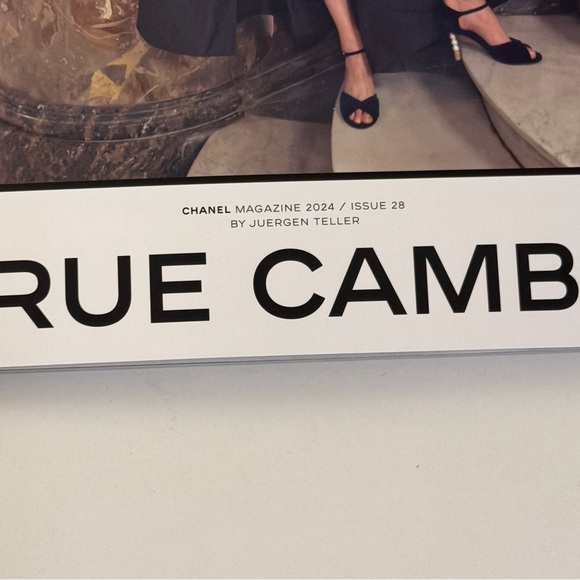 CHANEL MAGAZINE 2024 / ISSUE 28
BY JUERGEN TELLER
RUE CAMB